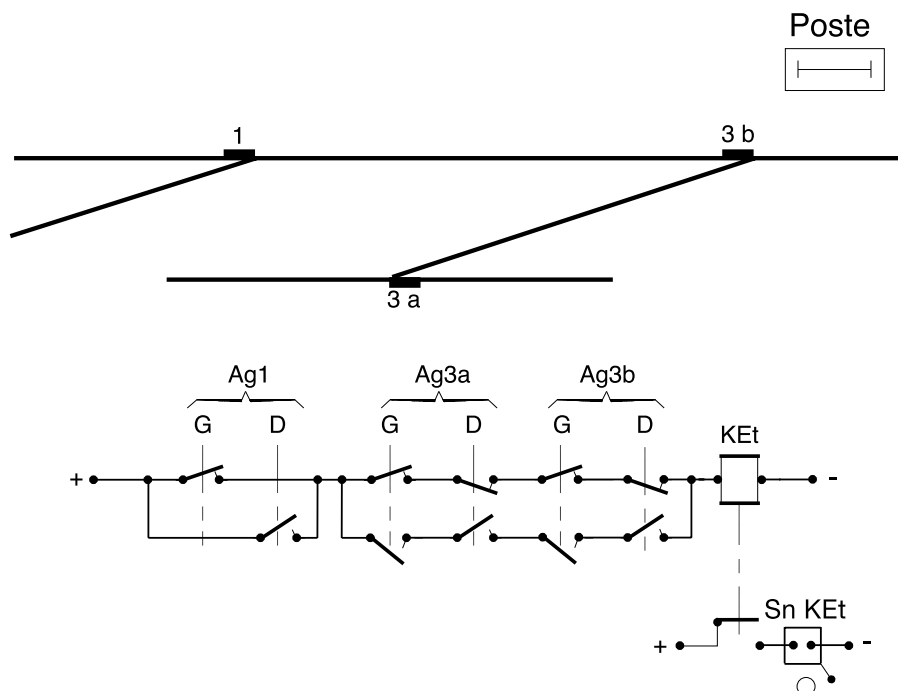 Poste
1
3 b
3 a
Ag1
Ag3a
Ag3b
G D G D G D
KEt
+ -
Sn KEt
+ -